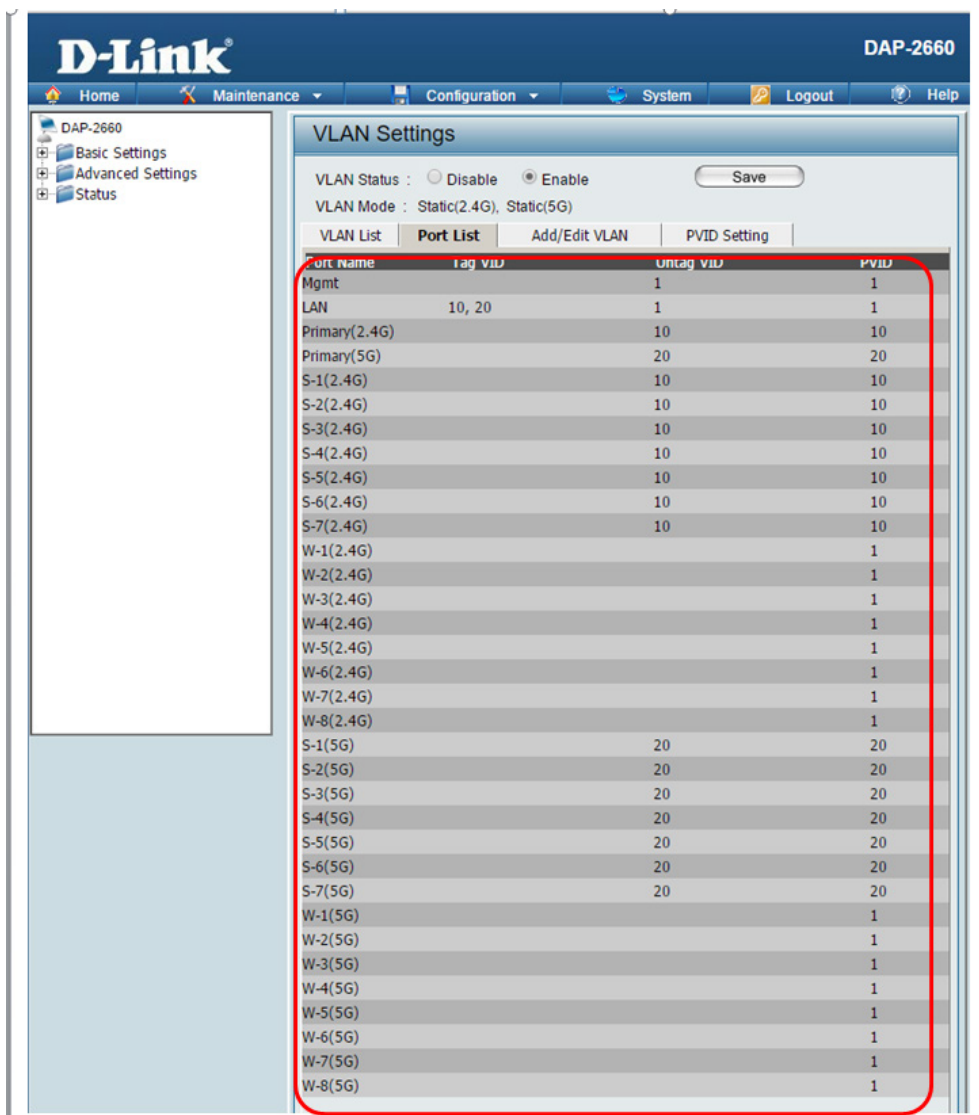 D-Link
DAP-2660
Home Maintenance Configuration System Logout Help
DAP-2660
Basic Settings
Advanced Settings
Status
VLAN Settings
VLAN Status : Disable Enable Save
VLAN Mode : Static(2.4G), Static(5G)
VLAN List Port List Add/Edit VLAN PVID Setting
Port Name Tag VID Untag VID PVID
Mgmt 1 1
LAN 10, 20 1 1
Primary(2.4G) 10 10
Primary(5G) 20 20
S-1(2.4G) 10 10
S-2(2.4G) 10 10
S-3(2.4G) 10 10
S-4(2.4G) 10 10
S-5(2.4G) 10 10
S-6(2.4G) 10 10
S-7(2.4G) 10 10
W-1(2.4G) 1
W-2(2.4G) 1
W-3(2.4G) 1
W-4(2.4G) 1
W-5(2.4G) 1
W-6(2.4G) 1
W-7(2.4G) 1
W-8(2.4G) 1
S-1(5G) 20 20
S-2(5G) 20 20
S-3(5G) 20 20
S-4(5G) 20 20
S-5(5G) 20 20
S-6(5G) 20 20
S-7(5G) 20 20
W-1(5G) 1
W-2(5G) 1
W-3(5G) 1
W-4(5G) 1
W-5(5G) 1
W-6(5G) 1
W-7(5G) 1
W-8(5G) 1